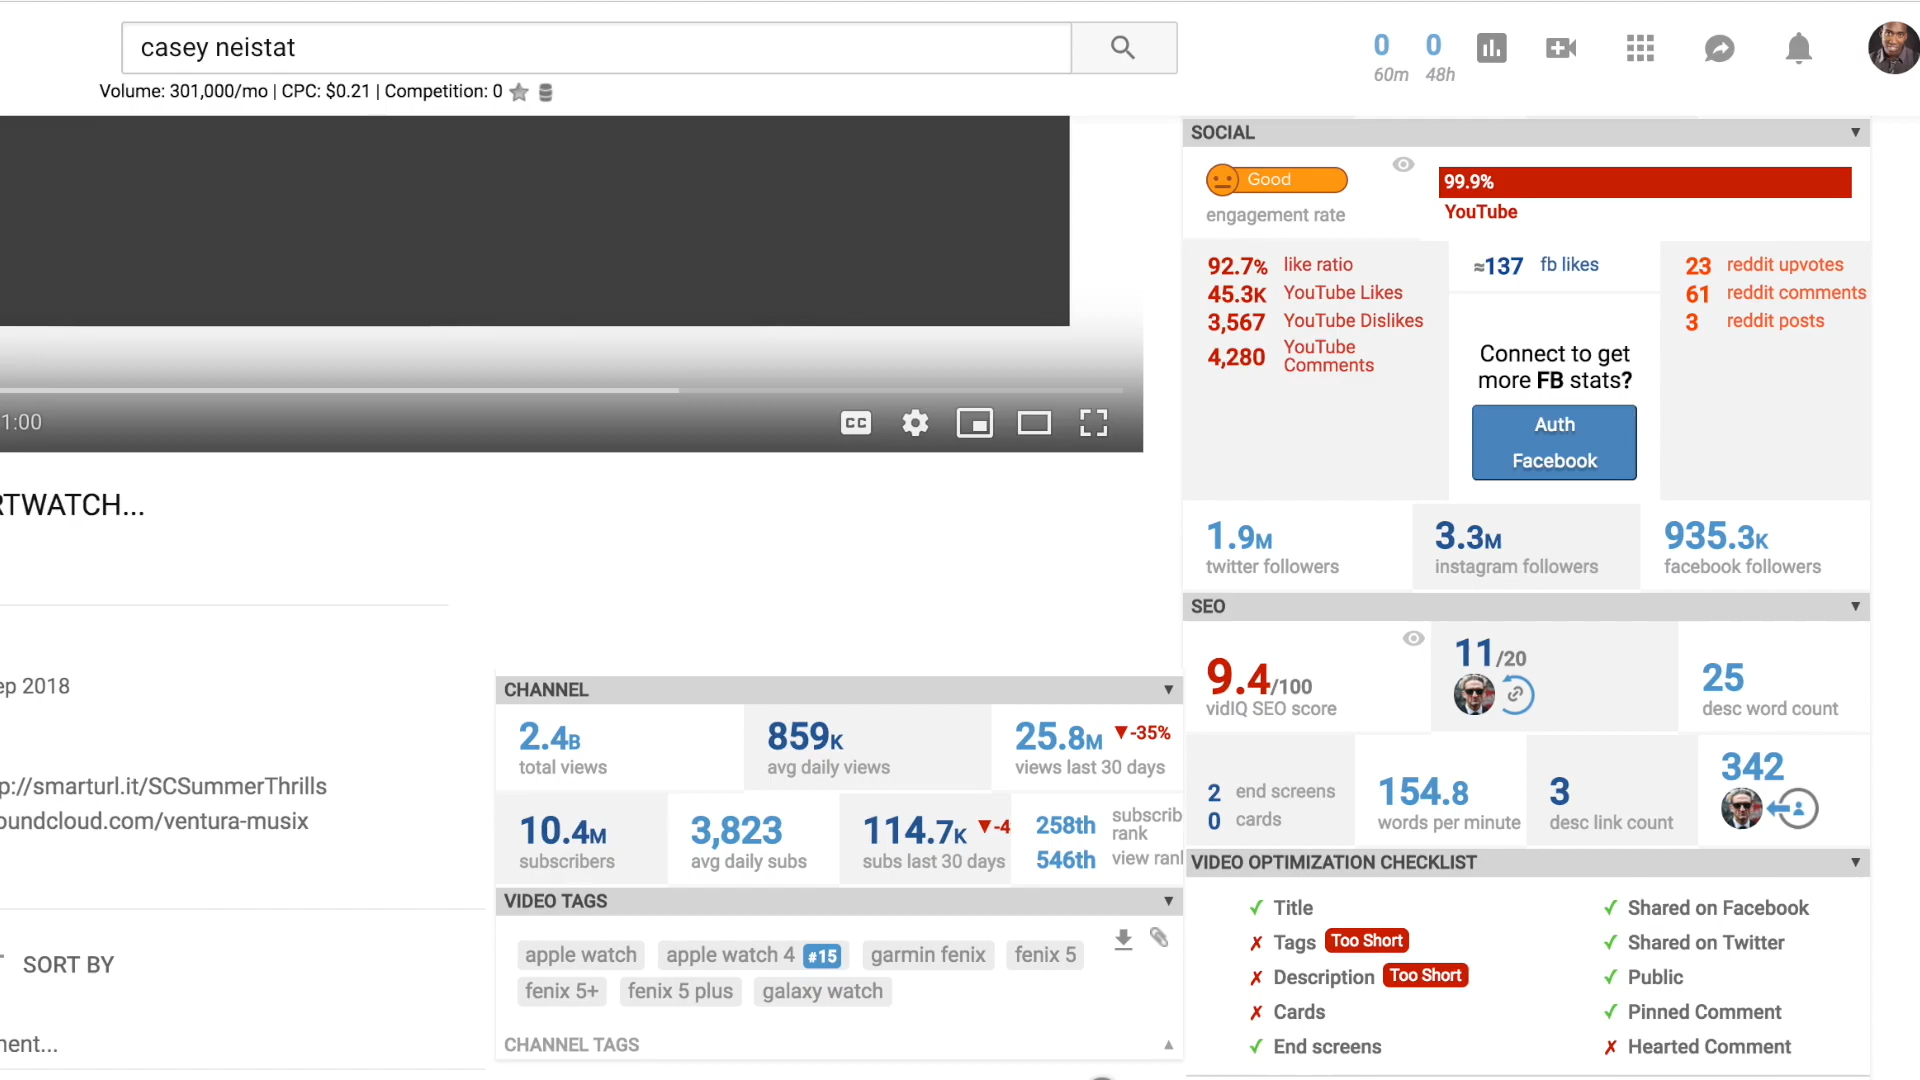 casey neistat
0 0
60m 48h
Volume: 301,000/mo | CPC: $0.21 | Competition: 0
SOCIAL
Good
engagement rate
99.9%
YouTube
92.7% like ratio
45.3K YouTube Likes
3,567 YouTube Dislikes
4,280 YouTube Comments
≈137 fb likes
Connect to get
more FB stats?
Auth
Facebook
23 reddit upvotes
61 reddit comments
3 reddit posts
1.9M
twitter followers
3.3M
instagram followers
935.3K
facebook followers
SEO
9.4/100
vidIQ SEO score
11/20
25
desc word count
2 end screens
0 cards
154.8
words per minute
3
desc link count
342
VIDEO OPTIMIZATION CHECKLIST
✓ Title
✗ Tags Too Short
✗ Description Too Short
✗ Cards
✓ End screens
✓ Shared on Facebook
✓ Shared on Twitter
✓ Public
✓ Pinned Comment
✗ Hearted Comment
1:00
CC
RTWATCH...
ep 2018
p://smarturl.it/SCSummerThrills
oundcloud.com/ventura-musix
SORT BY
nent...
CHANNEL
2.4B
total views
859K
avg daily views
25.8M ▼-35%
views last 30 days
10.4M
subscribers
3,823
avg daily subs
114.7K ▼-4
subs last 30 days
258th subscrib
rank
546th view ranl
VIDEO TAGS
apple watch apple watch 4 #15 garmin fenix fenix 5
fenix 5+ fenix 5 plus galaxy watch
CHANNEL TAGS